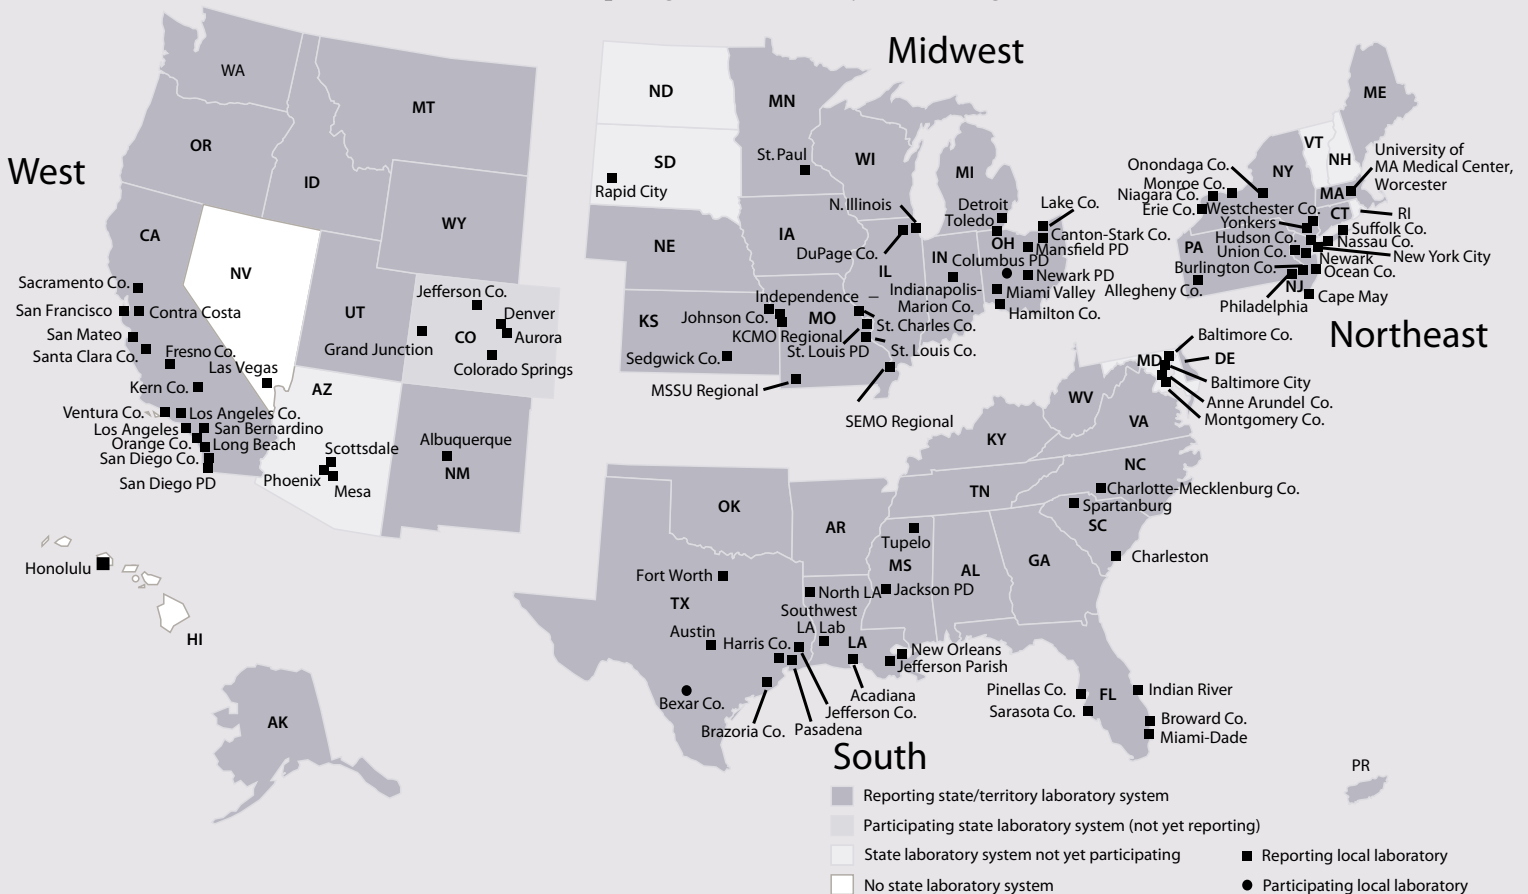 Midwest
West
Northeast
South
WA
OR
ID
MT
WY
CA
NV
UT
CO
AZ
NM
HI
AK
Sacramento Co.
San Francisco
Contra Costa
San Mateo
Santa Clara Co.
Fresno Co.
Las Vegas
Kern Co.
Ventura Co.
Los Angeles Co.
Los Angeles
San Bernardino
Orange Co.
Long Beach
San Diego Co.
San Diego PD
Jefferson Co.
Denver
Aurora
Grand Junction
Colorado Springs
Scottsdale
Phoenix
Mesa
Albuquerque
Honolulu
ND
SD
Rapid City
MN
St. Paul
WI
MI
NE
IA
IL
IN
OH
KS
MO
N. Illinois
DuPage Co.
Detroit
Toledo
Lake Co.
Canton-Stark Co.
Mansfield PD
Columbus PD
Newark PD
Indianapolis-
Marion Co.
Miami Valley
Hamilton Co.
Independence
Johnson Co.
KCMO Regional
St. Charles Co.
St. Louis PD
St. Louis Co.
Sedgwick Co.
MSSU Regional
SEMO Regional
ME
VT
NH
NY
MA
CT
RI
PA
NJ
University of
MA Medical Center,
Worcester
Onondaga Co.
Monroe Co.
Niagara Co.
Erie Co.
Westchester Co.
Yonkers
Suffolk Co.
Hudson Co.
Nassau Co.
Union Co.
New York City
Newark
Burlington Co.
Ocean Co.
Allegheny Co.
Philadelphia
Cape May
MD
DE
Baltimore Co.
Baltimore City
Anne Arundel Co.
Montgomery Co.
WV
VA
KY
NC
TN
SC
OK
AR
MS
AL
GA
TX
LA
FL
PR
Charlotte-Mecklenburg Co.
Spartanburg
Charleston
Tupelo
Jackson PD
Fort Worth
North LA
Southwest
LA Lab
Austin
Harris Co.
New Orleans
Jefferson Parish
Acadiana
Jefferson Co.
Pasadena
Brazoria Co.
Bexar Co.
Pinellas Co.
Sarasota Co.
Indian River
Broward Co.
Miami-Dade
Reporting state/territory laboratory system
Participating state laboratory system (not yet reporting)
State laboratory system not yet participating
No state laboratory system
Reporting local laboratory
Participating local laboratory